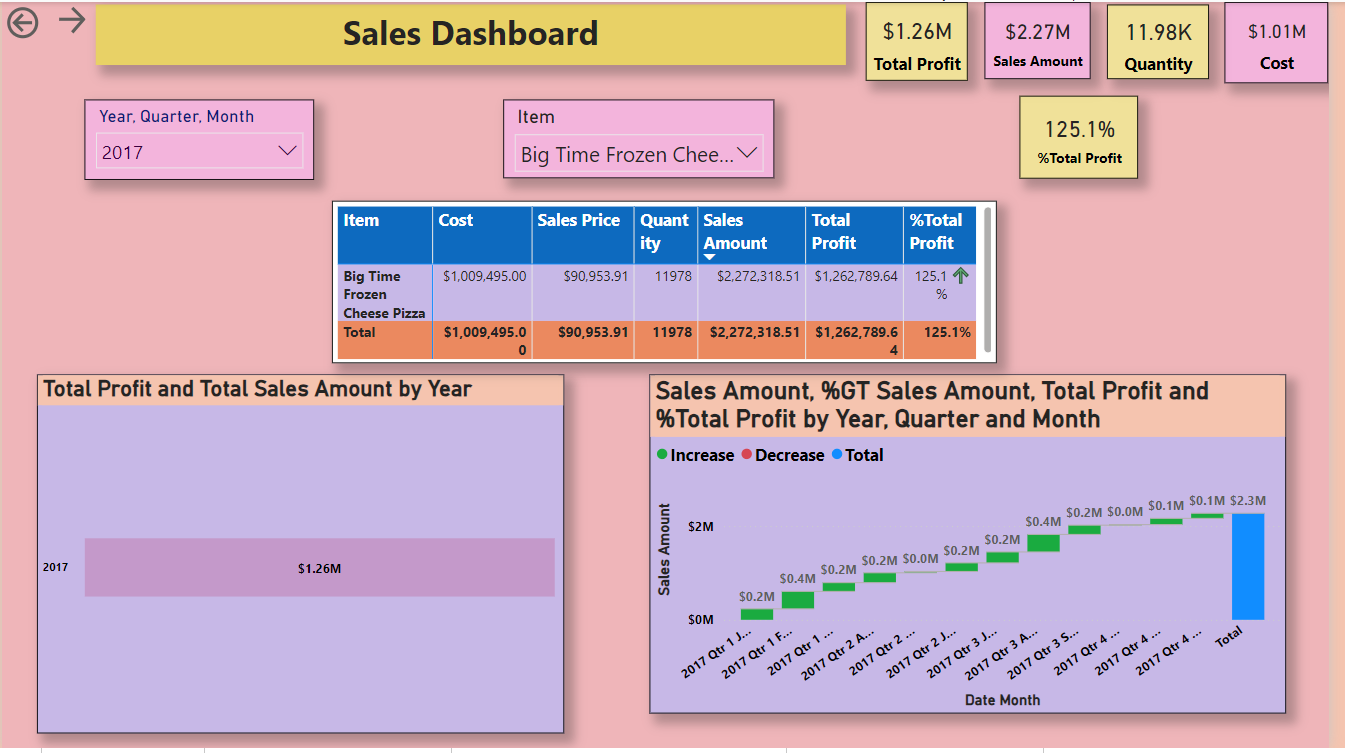 Sales Dashboard
$1.26M
Total Profit
$2.27M
Sales Amount
11.98K
Quantity
$1.01M
Cost
Year, Quarter, Month
2017
Item
Big Time Frozen Chee...
125.1%
%Total Profit
Item Cost Sales Price Quant Sales Total %Total
ity Amount Profit Profit
Big Time $1,009,495.00 $90,953.91 11978 $2,272,318.51 $1,262,789.64 125.1
Frozen %
Cheese Pizza
Total $1,009,495.0 $90,953.91 11978 $2,272,318.51 $1,262,789.6 125.1%
0 4
Total Profit and Total Sales Amount by Year
2017
$1.26M
Sales Amount, %GT Sales Amount, Total Profit and
%Total Profit by Year, Quarter and Month
Increase Decrease Total
Sales Amount
$2M
$0M
$0.2M
$0.4M
$0.2M
$0.2M
$0.0M
$0.2M
$0.2M
$0.4M
$0.2M
$0.0M
$0.1M
$0.1M
$2.3M
2017 Qtr 1 J...
2017 Qtr 1 F...
2017 Qtr 1 ...
2017 Qtr 2 A...
2017 Qtr 2 ...
2017 Qtr 2 J...
2017 Qtr 3 J...
2017 Qtr 3 A...
2017 Qtr 3 S...
2017 Qtr 4 ...
2017 Qtr 4 ...
2017 Qtr 4 ...
Total
Date Month